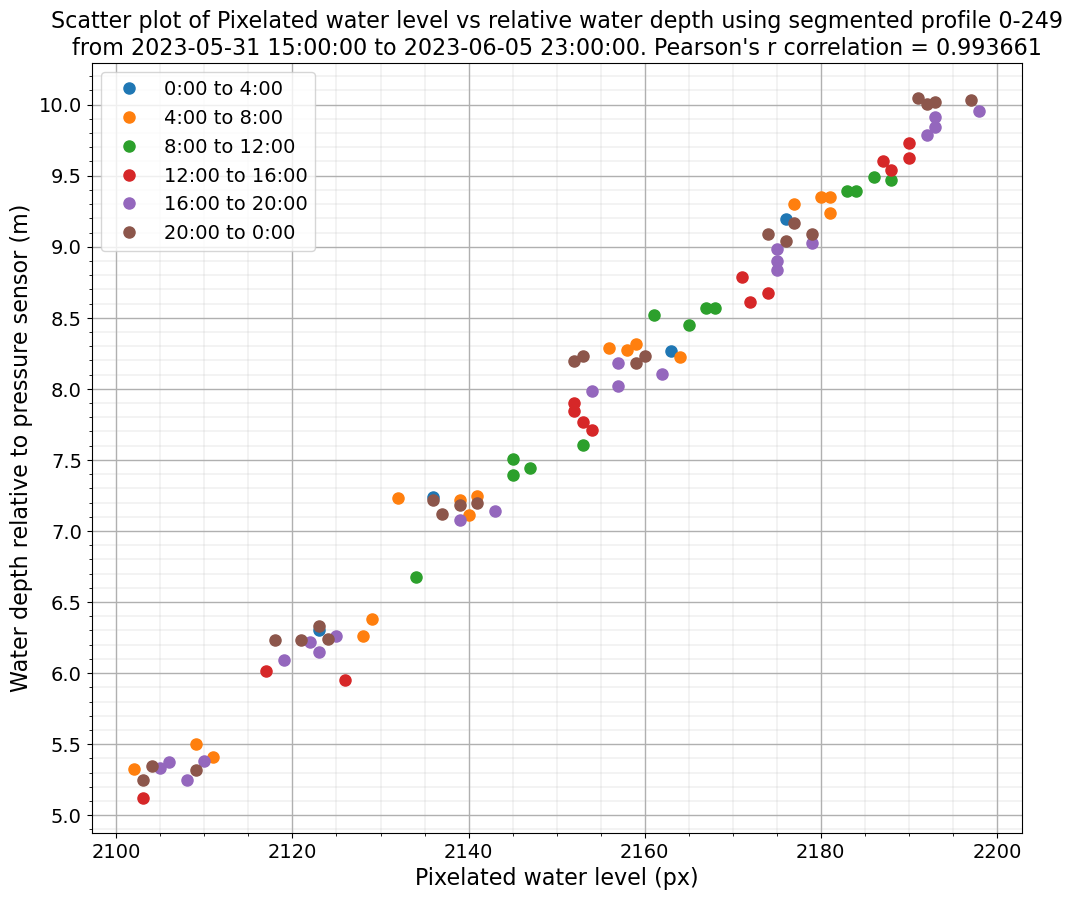 Scatter plot of Pixelated water level vs relative water depth using segmented profile 0-249
from 2023-05-31 15:00:00 to 2023-06-05 23:00:00. Pearson's r correlation = 0.993661
0:00 to 4:00
4:00 to 8:00
8:00 to 12:00
12:00 to 16:00
16:00 to 20:00
20:00 to 0:00
Water depth relative to pressure sensor (m)
10.0
9.5
9.0
8.5
8.0
7.5
7.0
6.5
6.0
5.5
5.0
2100 2120 2140 2160 2180 2200
Pixelated water level (px)